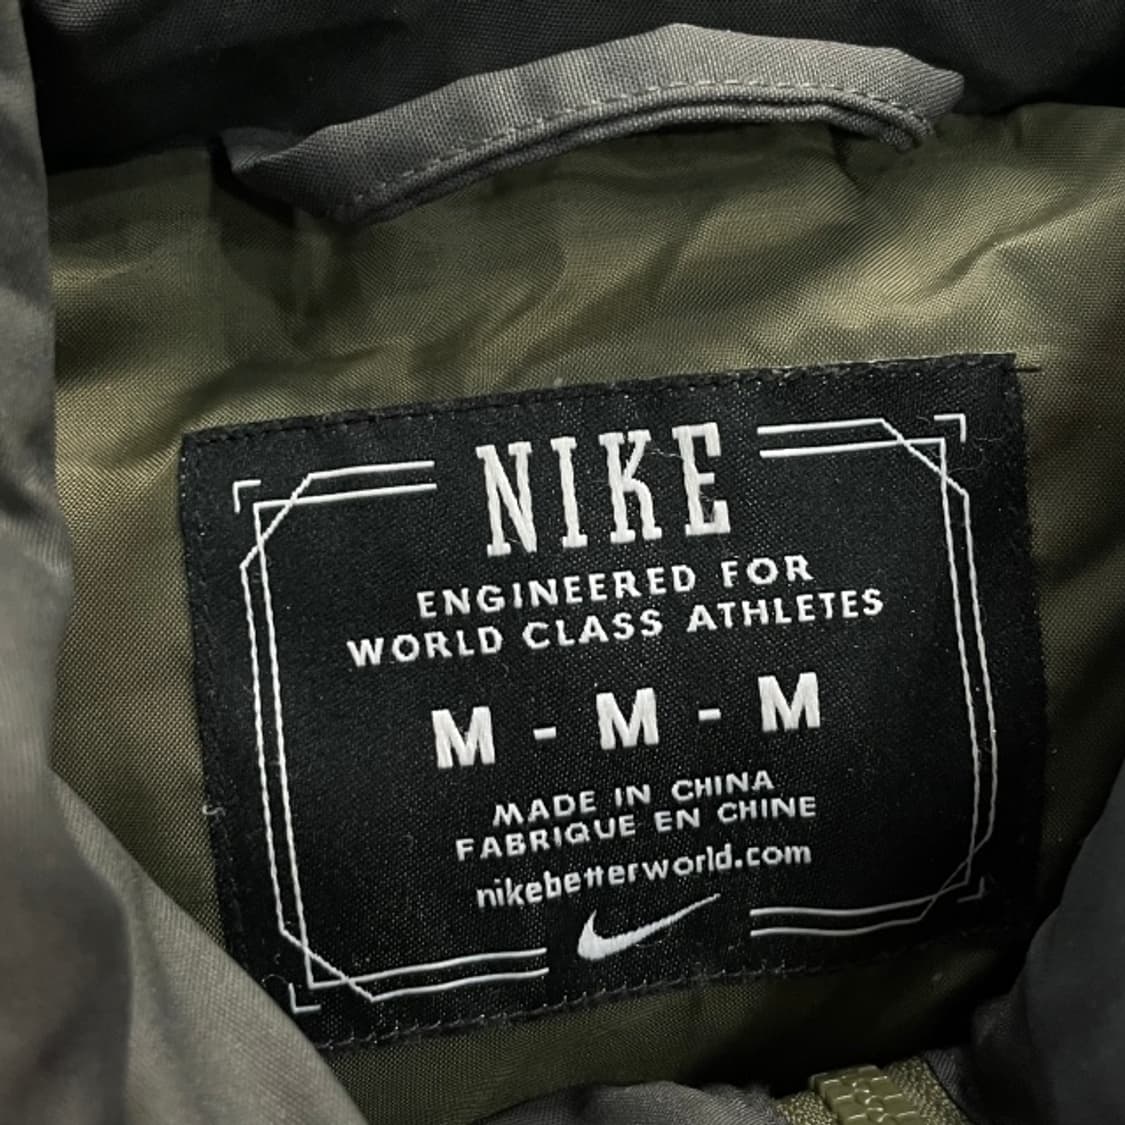 NIKE
ENGINEERED FOR
WORLD CLASS ATHLETES
M - M - M
MADE IN CHINA
FABRIQUE EN CHINE
nikebetterworld.com